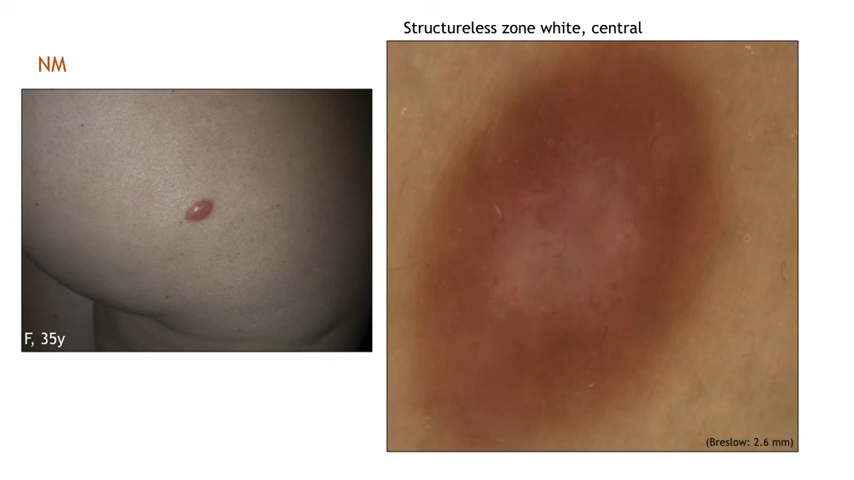 Structureless zone white, central
NM
F, 35y
(Breslow: 2.6 mm)